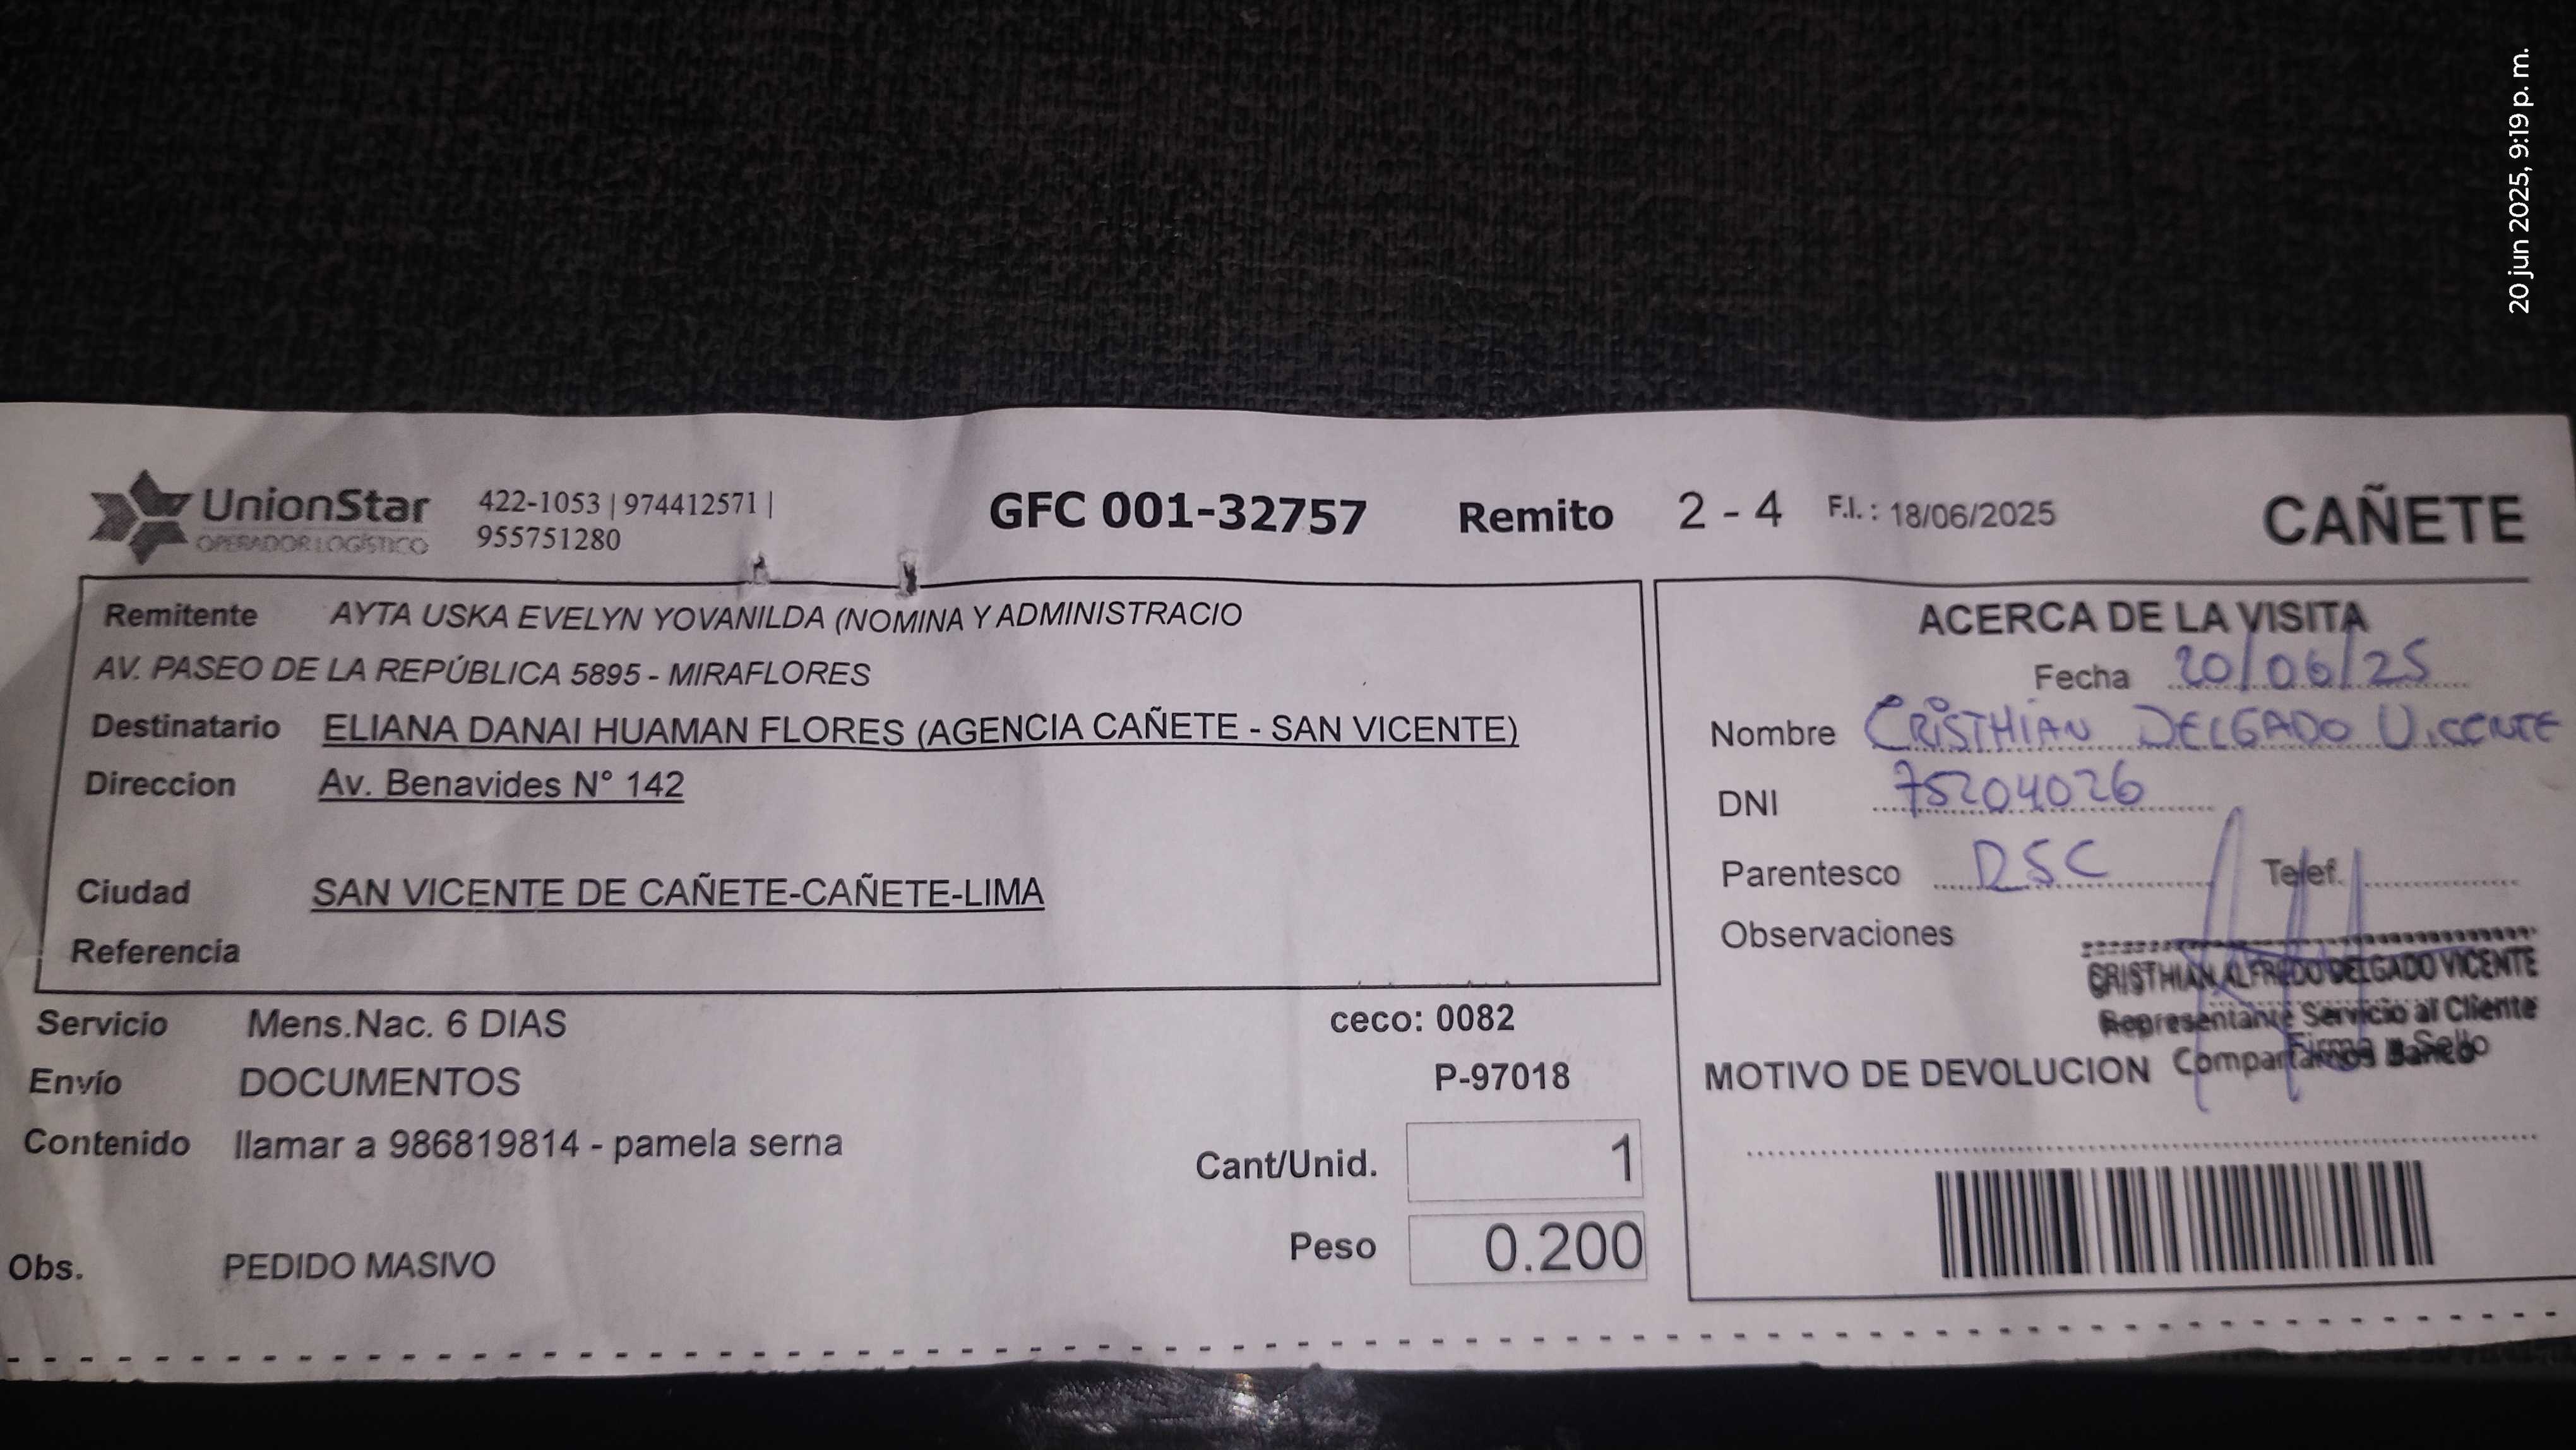 20 jun 2025, 9:19 p. m.
UnionStar
OPERADOR LOGÍSTICO
422-1053 | 974412571 |
955751280
GFC 001-32757 Remito 2 - 4 F.I. : 18/06/2025 CAÑETE
Remitente AYTA USKA EVELYN YOVANILDA (NOMINA Y ADMINISTRACIO
AV. PASEO DE LA REPÚBLICA 5895 - MIRAFLORES
Destinatario ELIANA DANAI HUAMAN FLORES (AGENCIA CAÑETE - SAN VICENTE)
Direccion Av. Benavides N° 142
Ciudad SAN VICENTE DE CAÑETE-CAÑETE-LIMA
Referencia
Servicio Mens.Nac. 6 DIAS ceco: 0082
Envío DOCUMENTOS P-97018
Contenido llamar a 986819814 - pamela serna
Cant/Unid. 1
Peso 0.200
Obs. PEDIDO MASIVO
ACERCA DE LA VISITA
Fecha 20/06/25
Nombre CRISTHIAN DELGADO VICENTE
DNI 75204026
Parentesco RSC Telef.
Observaciones
CRISTHIAN ALFREDO DELGADO VICENTE
Representante Servicio al Cliente
Firma y Sello
Compartamos Banco
MOTIVO DE DEVOLUCION